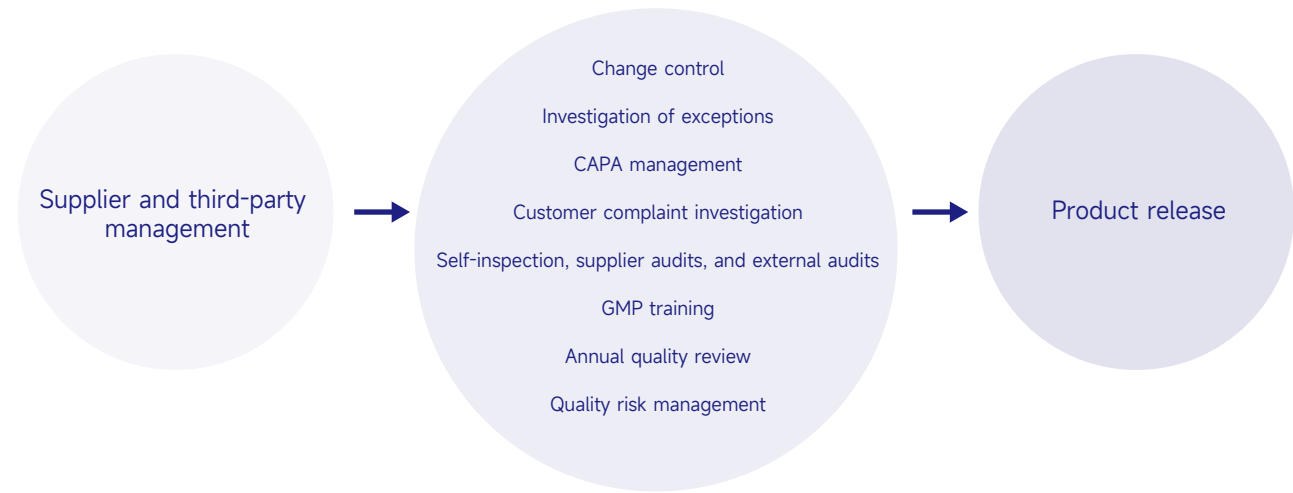 Supplier and third-party
management
Change control
Investigation of exceptions
CAPA management
Customer complaint investigation
Self-inspection, supplier audits, and external audits
GMP training
Annual quality review
Quality risk management
Product release